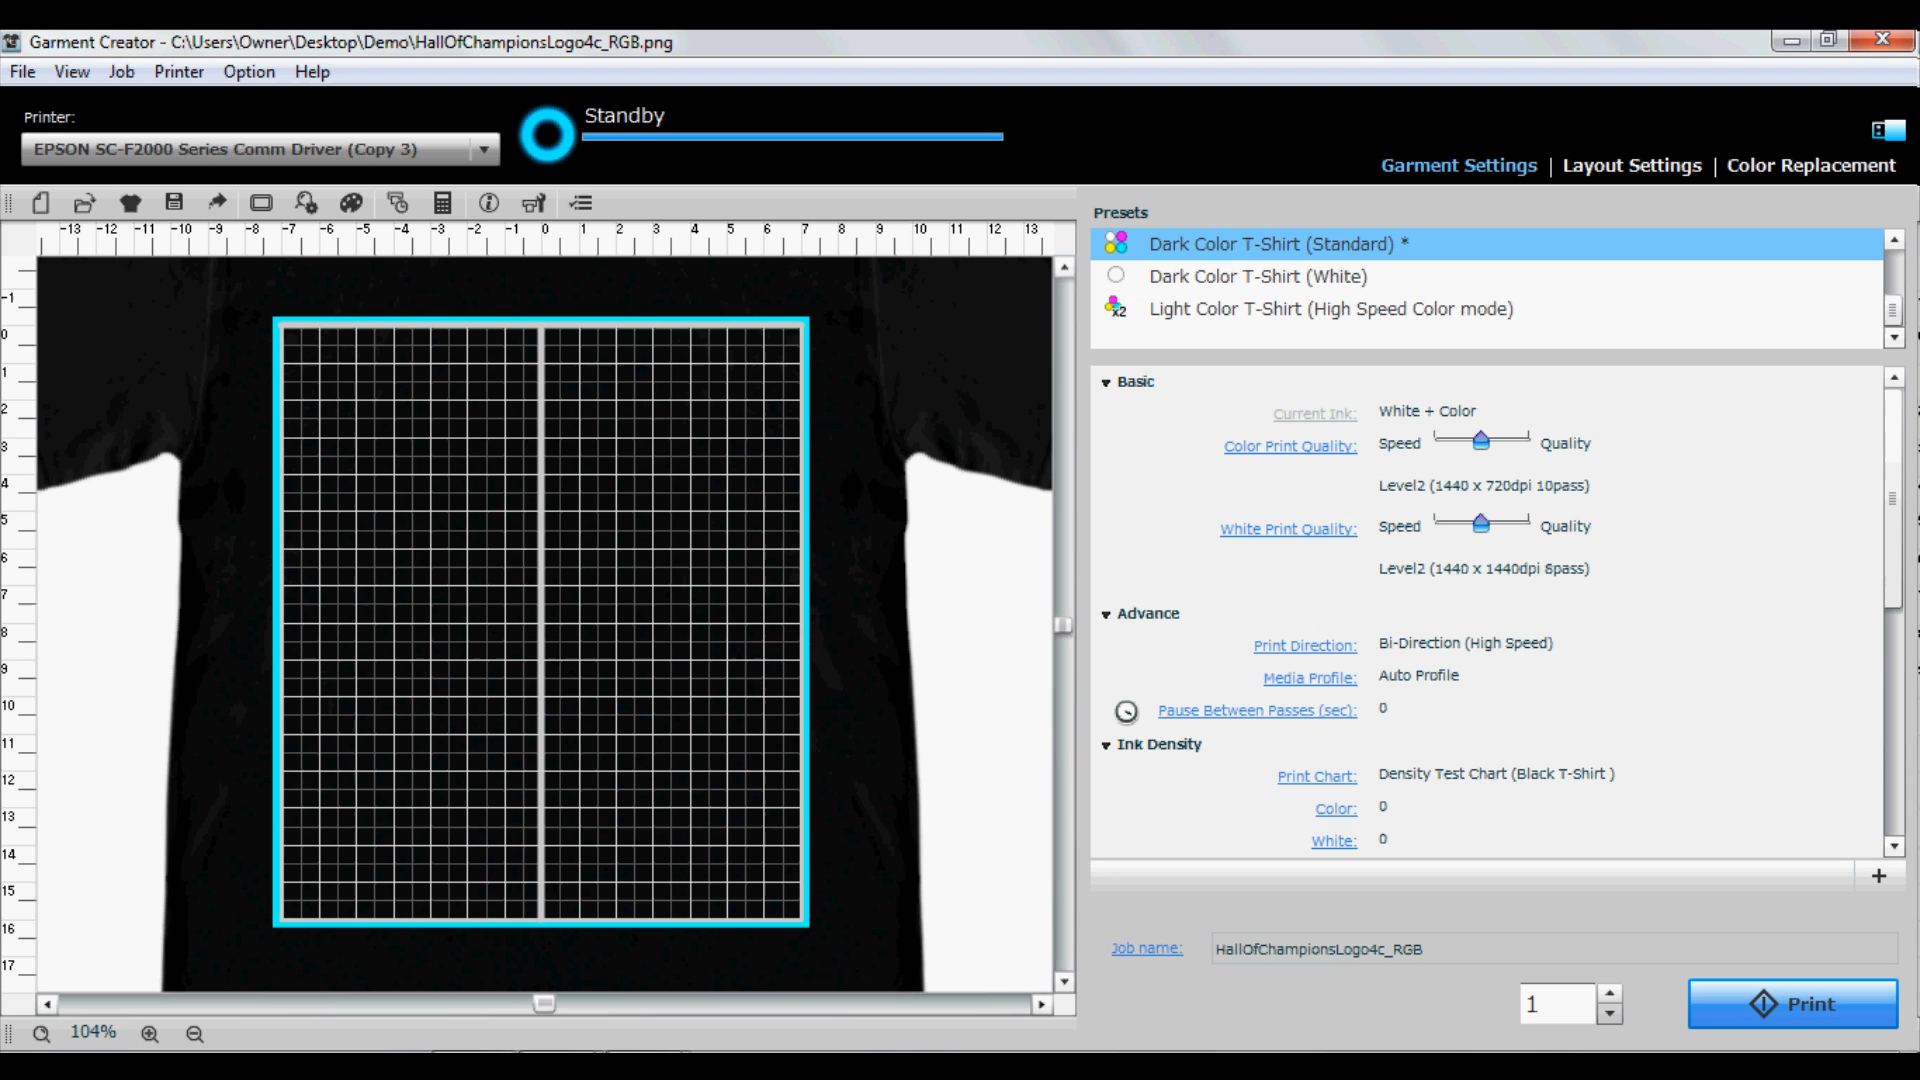 Garment Creator - C:\Users\Owner\Desktop\Demo\HallOfChampionsLogo4c_RGB.png
File View Job Printer Option Help
Printer:
EPSON SC-F2000 Series Comm Driver (Copy 3)
Standby
Garment Settings | Layout Settings | Color Replacement
-13 -12 -11 -10 -9 -8 -7 -6 -5 -4 -3 -2 -1 0 1 2 3 4 5 6 7 8 9 10 11 12 13
-1
0
1
2
3
4
5
6
7
8
9
10
11
12
13
14
15
16
17
104%
Presets
Dark Color T-Shirt (Standard) *
Dark Color T-Shirt (White)
x2 Light Color T-Shirt (High Speed Color mode)
Basic
Current Ink: White + Color
Color Print Quality: Speed Quality
Level2 (1440 x 720dpi 10pass)
White Print Quality: Speed Quality
Level2 (1440 x 1440dpi 8pass)
Advance
Print Direction: Bi-Direction (High Speed)
Media Profile: Auto Profile
Pause Between Passes (sec): 0
Ink Density
Print Chart: Density Test Chart (Black T-Shirt )
Color: 0
White: 0
+
Job name: HallOfChampionsLogo4c_RGB
1 Print